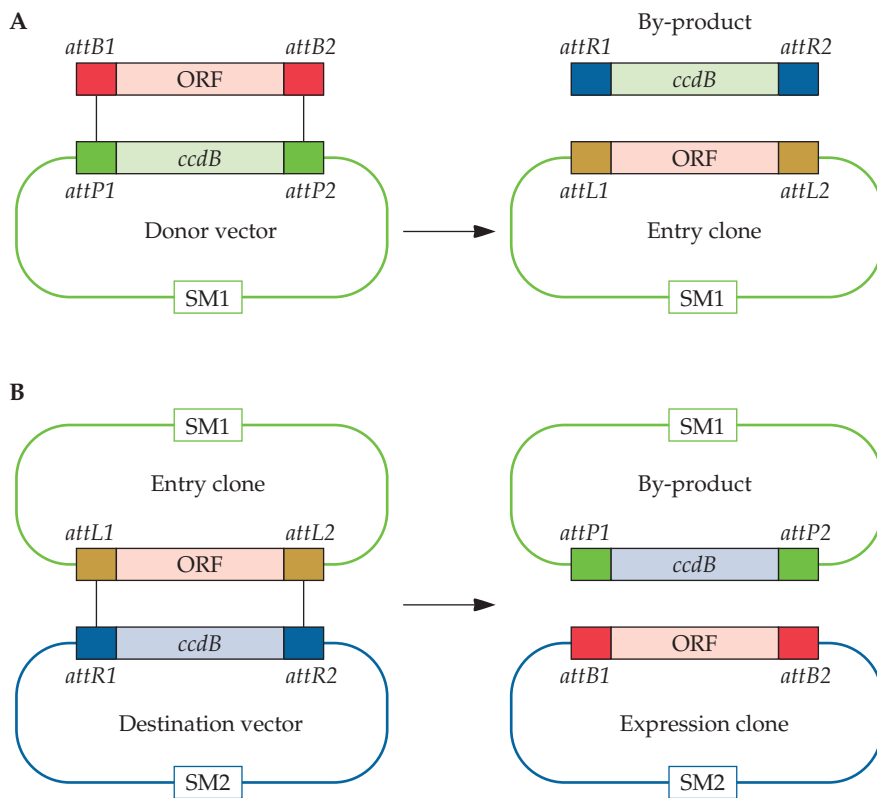 A
attB1 attB2
ORF
ccdB
attP1 attP2
Donor vector
SM1
By-product
attR1 attR2
ccdB
ORF
attL1 attL2
Entry clone
SM1
B
SM1
Entry clone
attL1 attL2
ORF
ccdB
attR1 attR2
Destination vector
SM2
SM1
By-product
attP1 attP2
ccdB
ORF
attB1 attB2
Expression clone
SM2